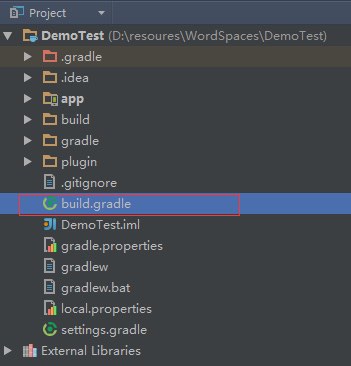 Project
DemoTest (D:\resoures\WordSpaces\DemoTest)
.gradle
.idea
app
build
gradle
plugin
.gitignore
build.gradle
DemoTest.iml
gradle.properties
gradlew
gradlew.bat
local.properties
settings.gradle
External Libraries